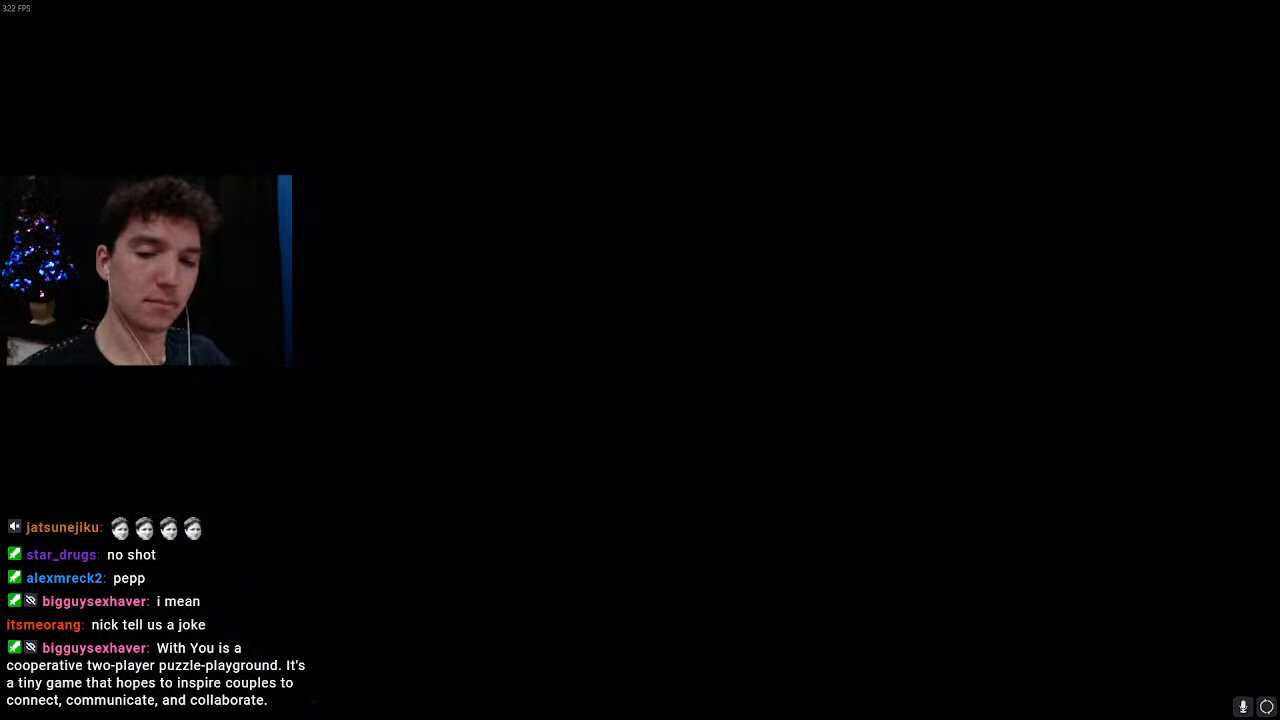 322 FPS
jatsunejiku:
star_drugs: no shot
alexmreck2: pepp
bigguysexhaver: i mean
itsmeorang: nick tell us a joke
bigguysexhaver: With You is a
cooperative two-player puzzle-playground. It's
a tiny game that hopes to inspire couples to
connect, communicate, and collaborate.